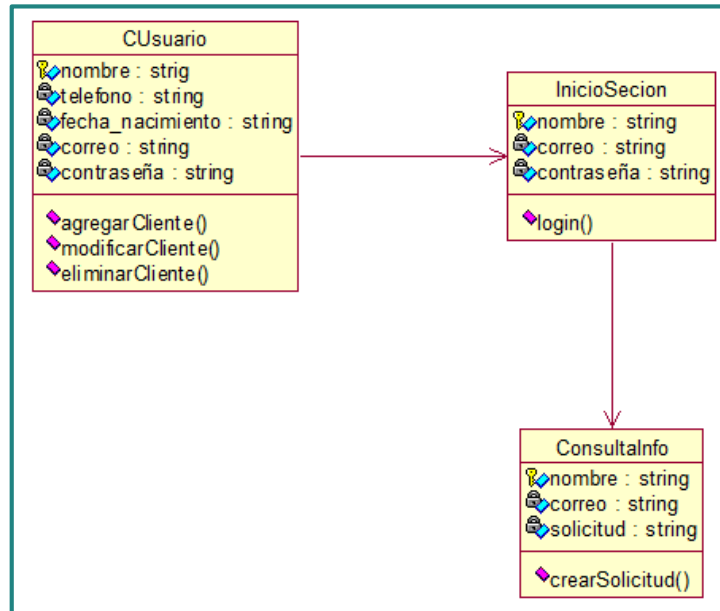 CUsuario
nombre : strig
telefono : string
fecha_nacimiento : string
correo : string
contraseña : string
agregarCliente()
modificarCliente()
eliminarCliente()
InicioSecion
nombre : string
correo : string
contraseña : string
login()
ConsultaInfo
nombre : string
correo : string
solicitud : string
crearSolicitud()